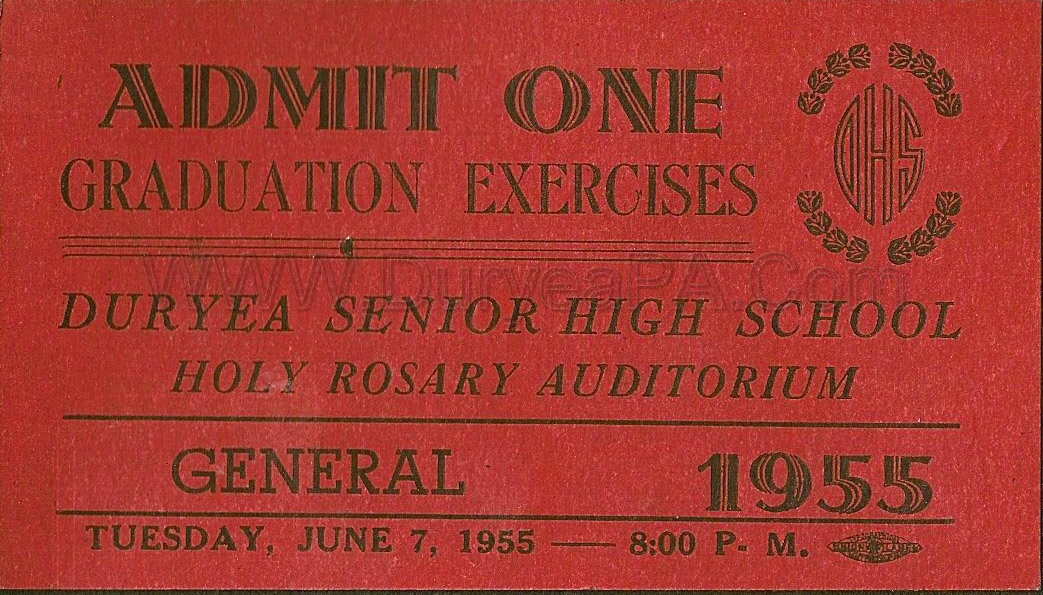 ADMIT ONE
GRADUATION EXERCISES
DHS
www.DuryeaPA.Com
DURYEA SENIOR HIGH SCHOOL
HOLY ROSARY AUDITORIUM
GENERAL 1955
TUESDAY, JUNE 7, 1955 — 8:00 P- M.